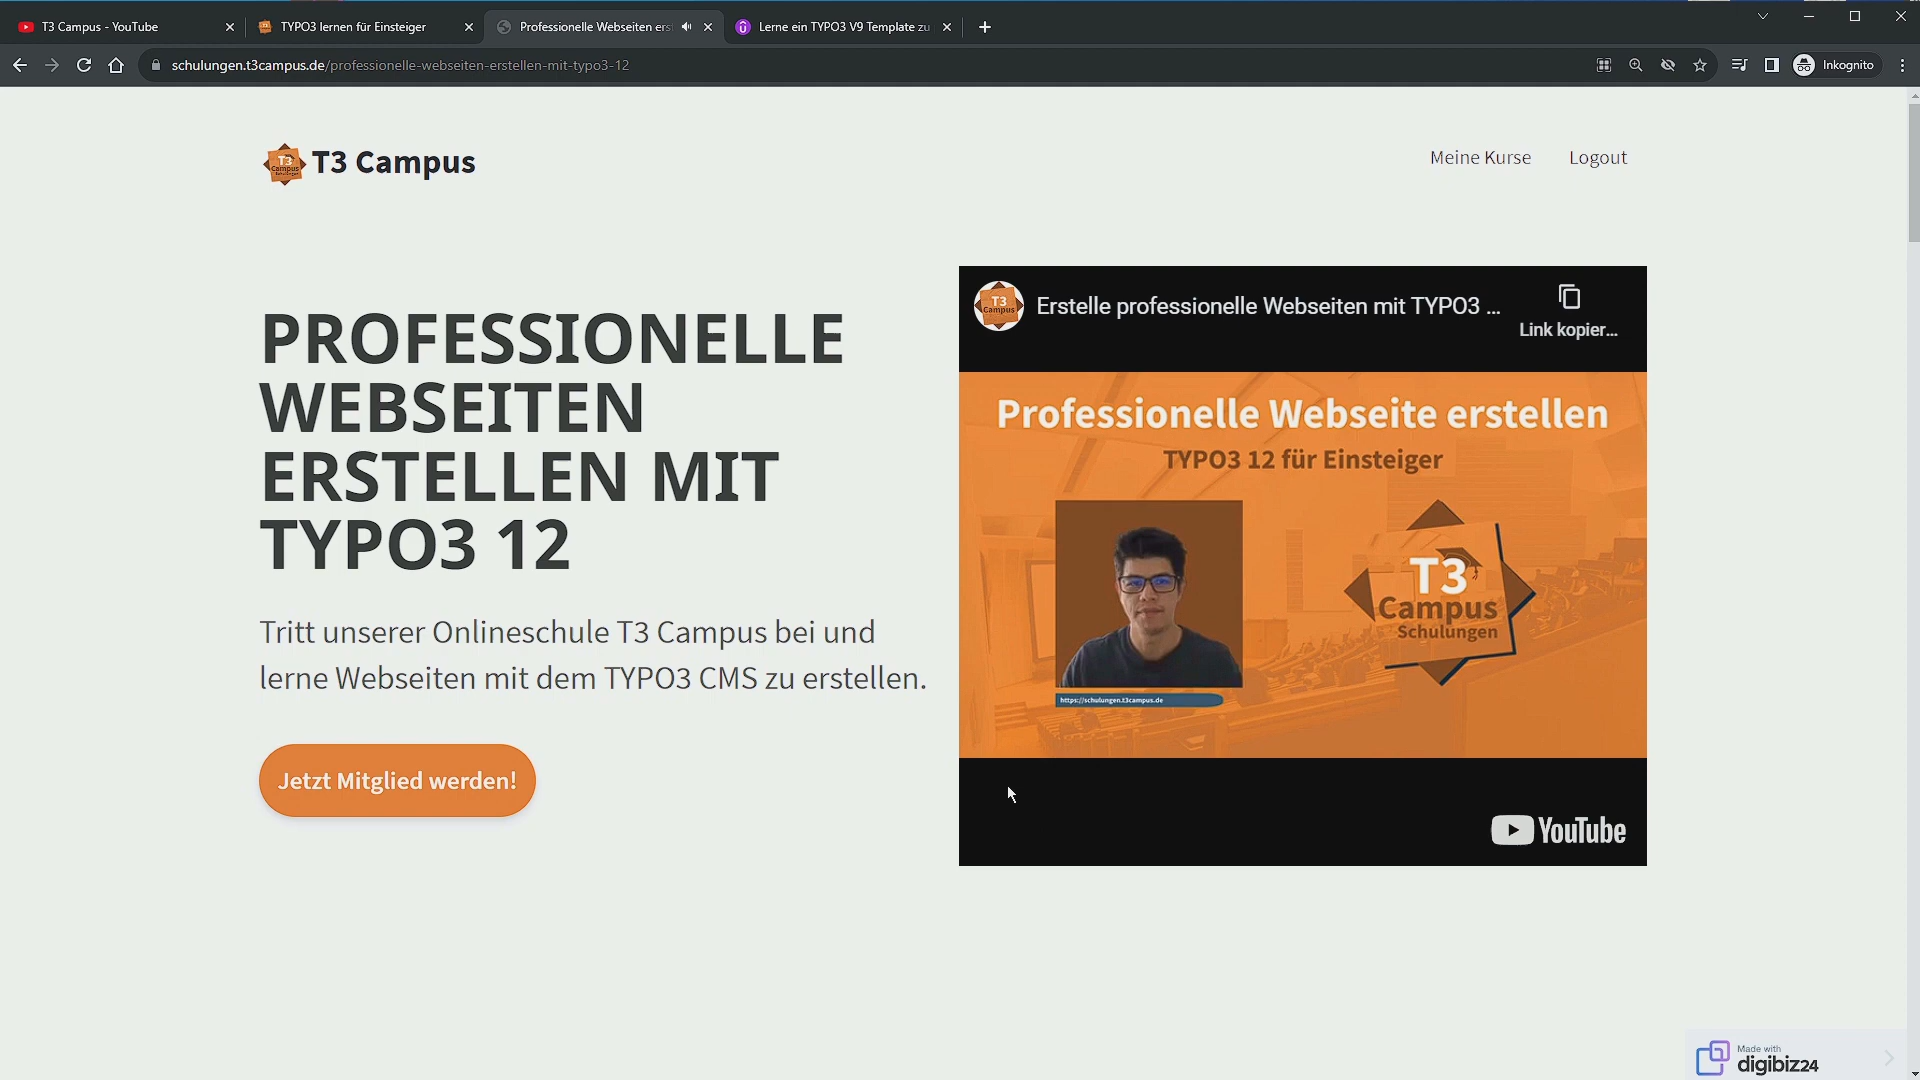 T3 Campus - YouTube
TYPO3 lernen für Einsteiger
Professionelle Webseiten ers
Lerne ein TYPO3 V9 Template zu
schulungen.t3campus.de/professionelle-webseiten-erstellen-mit-typo3-12
Inkognito
T3 Campus
Meine Kurse
Logout
PROFESSIONELLE
WEBSEITEN
ERSTELLEN MIT
TYPO3 12
Tritt unserer Onlineschule T3 Campus bei und
lerne Webseiten mit dem TYPO3 CMS zu erstellen.
Jetzt Mitglied werden!
T3
Campus
Erstelle professionelle Webseiten mit TYPO3 ...
Link kopier...
Professionelle Webseite erstellen
TYPO3 12 für Einsteiger
T3
Campus
Schulungen
https://schulungen.t3campus.de
YouTube
Made with
digibiz24